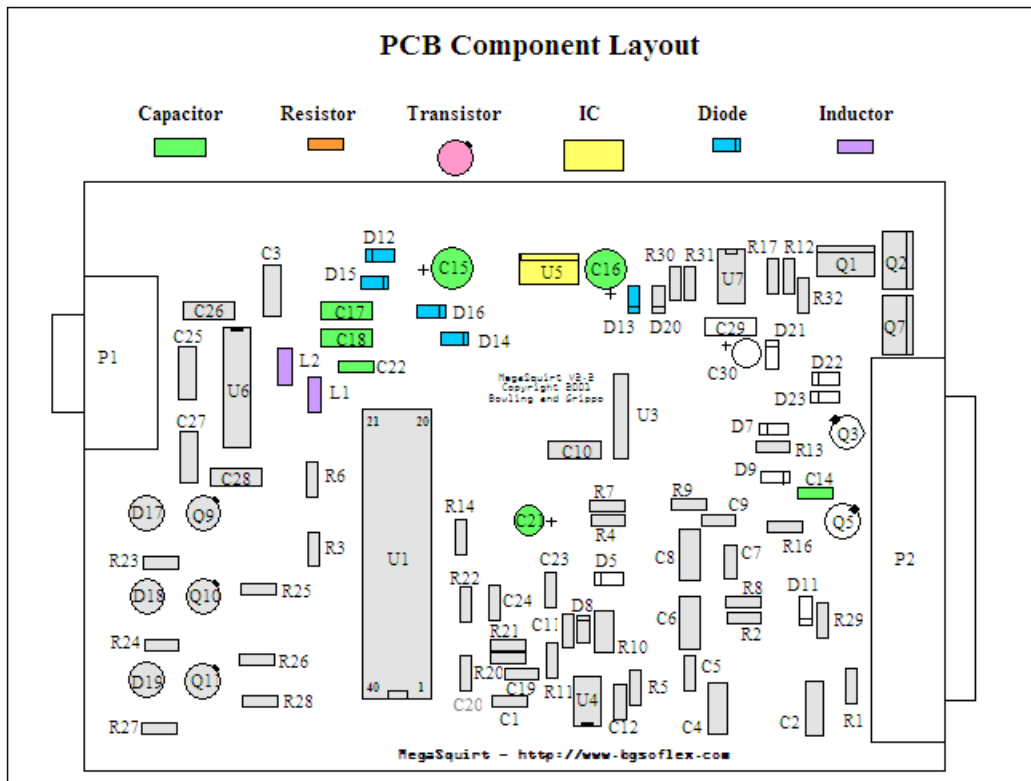 PCB Component Layout
Capacitor Resistor Transistor IC Diode Inductor
D12
C3
D15
C15
U5
C16
R30 R31
U7
R17 R12
Q1
Q2
C26
C17
D16
D13 D20
R32
C25
C18
D14
C29
D21
Q7
P1
U6
L2
C22
C30
D22
MegaSquirt V2.2
Copyright 2001
Bowling and Grippo
L1
D23
C27
21 20
U3
D7
Q3
C10
R13
C28
R6
D9
C14
D17
Q9
R14
C21
R7
R9
R4
C9
Q5
R16
R3
U1
C8
C7
P2
R23
C23
D5
D18
Q10
R25
R22
C24
R8
D11
C11
D8
C6
R2
R29
R24
R21
R10
R26
R20
C5
D19
Q11
C19
R11
R5
R28
40 1
C20
C1
U4
C12
C4
C2
R1
R27
MegaSquirt - http://www.bgsoflex.com